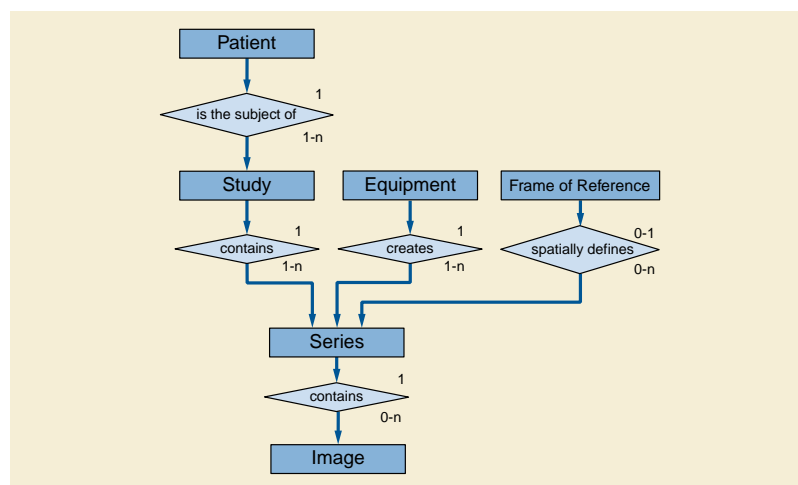 Patient
1
is the subject of
1-n
Study
Equipment
Frame of Reference
1
contains
1-n
1
creates
1-n
0-1
spatially defines
0-n
Series
1
contains
0-n
Image